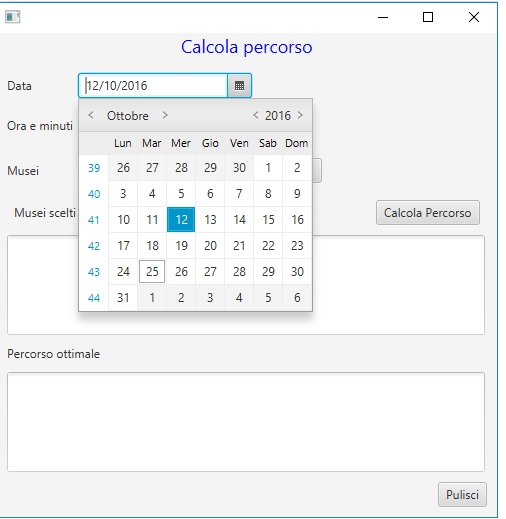 Calcola percorso
Data 12/10/2016
< Ottobre > < 2016 >
Lun Mar Mer Gio Ven Sab Dom
Ora e minuti
39 26 27 28 29 30 1 2
Musei
40 3 4 5 6 7 8 9
Musei scelti
41 10 11 12 13 14 15 16
Calcola Percorso
42 17 18 19 20 21 22 23
43 24 25 26 27 28 29 30
44 31 1 2 3 4 5 6
Percorso ottimale
Pulisci